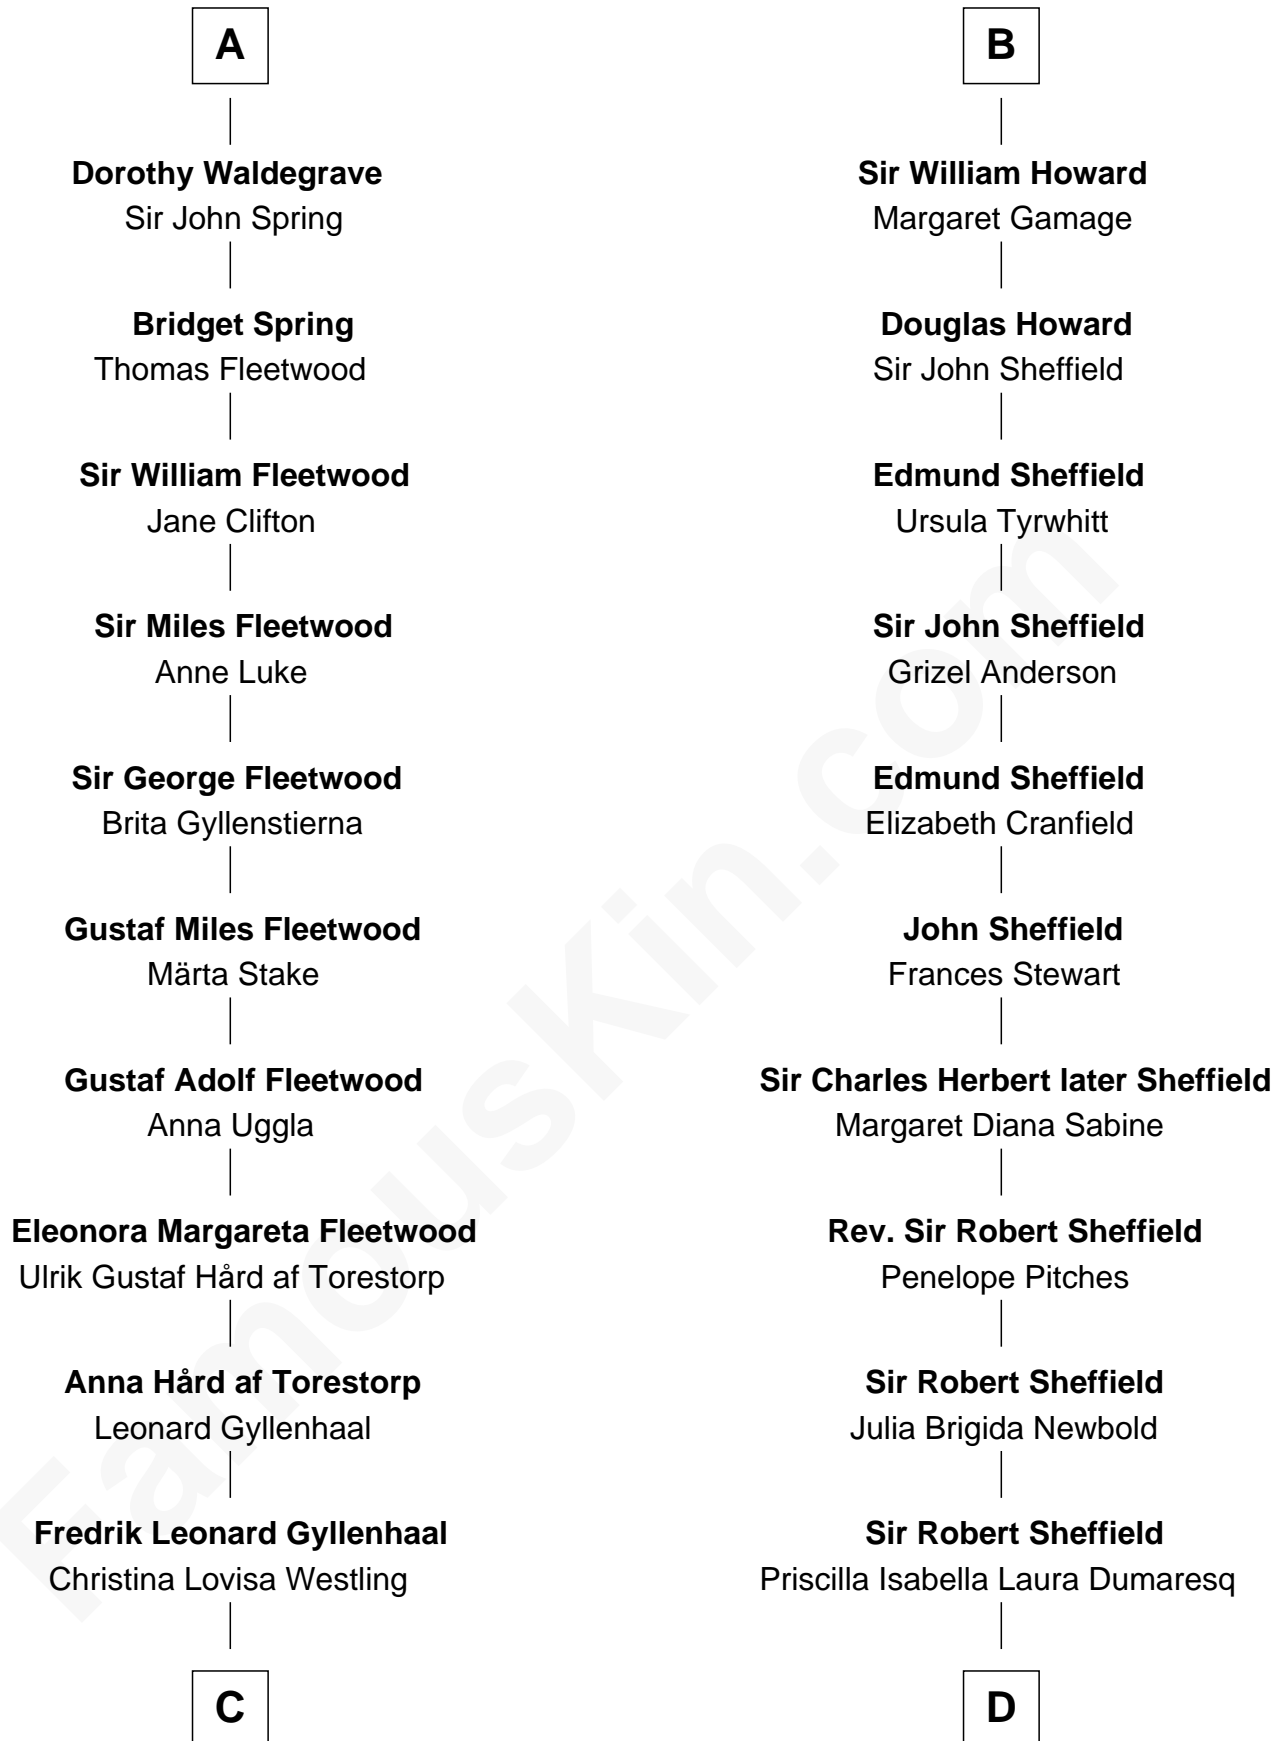 A
Dorothy Waldegrave
Sir John Spring
Bridget Spring
Thomas Fleetwood
Sir William Fleetwood
Jane Clifton
Sir Miles Fleetwood
Anne Luke
Sir George Fleetwood
Brita Gyllenstierna
Gustaf Miles Fleetwood
Märta Stake
Gustaf Adolf Fleetwood
Anna Uggla
Eleonora Margareta Fleetwood
Ulrik Gustaf Hård af Torestorp
Anna Hård af Torestorp
Leonard Gyllenhaal
Fredrik Leonard Gyllenhaal
Christina Lovisa Westling
C
B
Sir William Howard
Margaret Gamage
Douglas Howard
Sir John Sheffield
Edmund Sheffield
Ursula Tyrwhitt
Sir John Sheffield
Grizel Anderson
Edmund Sheffield
Elizabeth Cranfield
John Sheffield
Frances Stewart
Sir Charles Herbert later Sheffield
Margaret Diana Sabine
Rev. Sir Robert Sheffield
Penelope Pitches
Sir Robert Sheffield
Julia Brigida Newbold
Sir Robert Sheffield
Priscilla Isabella Laura Dumaresq
D
FamousKin.com